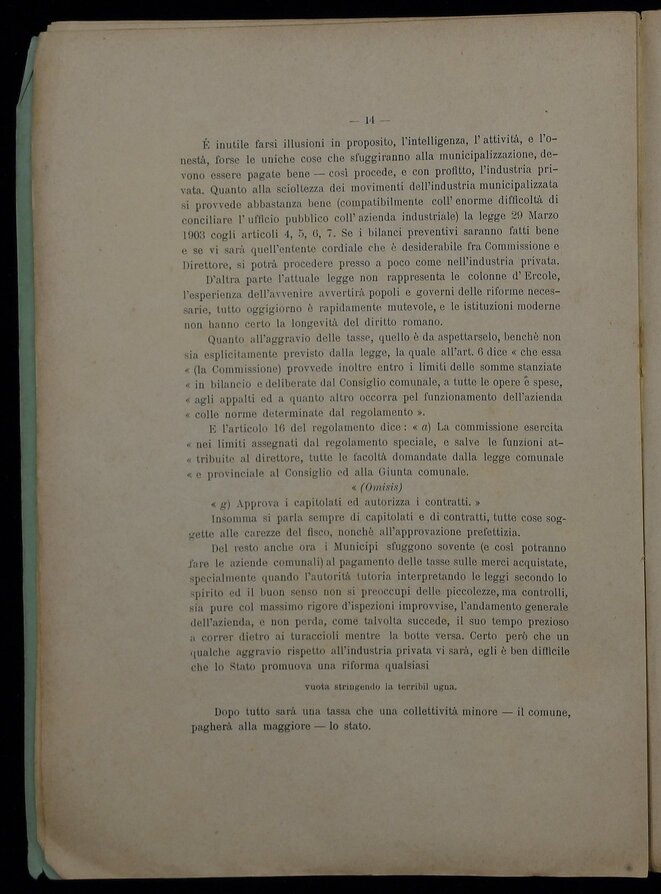 — 14 —
É inutile farsi illusioni in proposito, l'intelligenza, l'attività, e l'o-
nestà, forse le uniche cose che sfuggiranno alla municipalizzazione, de-
vono essere pagate bene — così procede, e con profitto, l'industria pri-
vata. Quanto alla scioltezza dei movimenti dell'industria municipalizzata
si provvede abbastanza bene (compatibilmente coll'enorme difficoltà di
conciliare l'ufficio pubblico coll'azienda industriale) la legge 29 Marzo
1903 cogli articoli 4, 5, 6, 7. Se i bilanci preventivi saranno fatti bene
e se vi sarà quell'entente cordiale che è desiderabile fra Commissione e
Direttore, si potrà procedere presso a poco come nell'industria privata.
D'altra parte l'attuale legge non rappresenta le colonne d'Ercole,
l'esperienza dell'avvenire avvertirà popoli e governi delle riforme neces-
sarie, tutto oggigiorno è rapidamente mutevole, e le istituzioni moderne
non hanno certo la longevità del diritto romano.
Quanto all'aggravio delle tasse, quello è da aspettarselo, benchè non
sia esplicitamente previsto dalla legge, la quale all'art. 6 dice « che essa
« (la Commissione) provvede inoltre entro i limiti delle somme stanziate
« in bilancio e deliberate dal Consiglio comunale, a tutte le opere e spese,
« agli appalti ed a quanto altro occorra pel funzionamento dell'azienda
« colle norme determinate dal regolamento ».
E l'articolo 16 del regolamento dice: « a) La commissione esercita
« nei limiti assegnati dal regolamento speciale, e salve le funzioni at-
« tribuite al direttore, tutte le facoltà domandate dalla legge comunale
« e provinciale al Consiglio ed alla Giunta comunale.
« (Omisis)
« g) Approva i capitolati ed autorizza i contratti. »
Insomma si parla sempre di capitolati e di contratti, tutte cose sog-
gette alle carezze del fisco, nonchè all'approvazione prefettizia.
Del resto anche ora i Municipi sfuggono sovente (e così potranno
fare le aziende comunali) al pagamento delle tasse sulle merci acquistate,
specialmente quando l'autorità tutoria interpretando le leggi secondo lo
spirito ed il buon senso non si preoccupi delle piccolezze, ma controlli,
sia pure col massimo rigore d'ispezioni improvvise, l'andamento generale
dell'azienda, e non perda, come talvolta succede, il suo tempo prezioso
a correr dietro ai turaccioli mentre la botte versa. Certo però che un
qualche aggravio rispetto all'industria privata vi sarà, egli è ben difficile
che lo Stato promuova una riforma qualsiasi
vuota stringendo la terribil ugna.
Dopo tutto sarà una tassa che una collettività minore — il comune,
pagherà alla maggiore — lo stato.